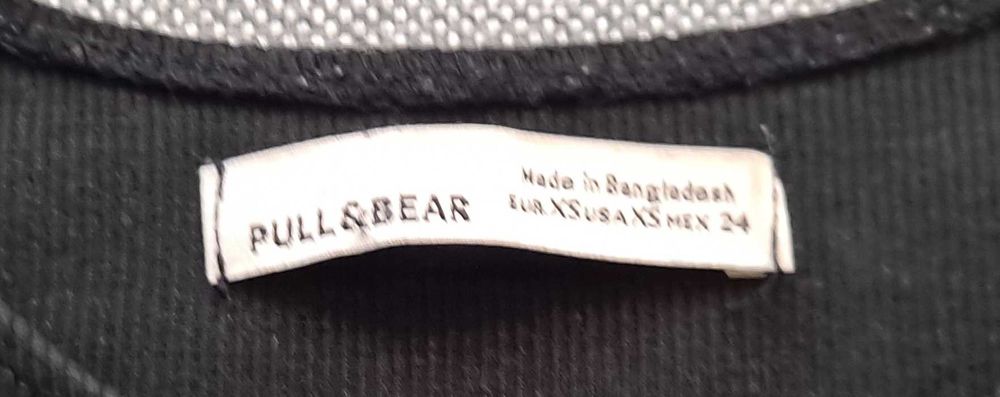 PULL&BEAR
Made in Bangladesh
EUR XS USA XS MEX 24